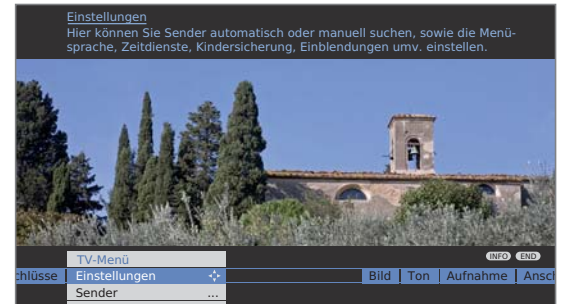 Einstellungen
Hier können Sie Sender automatisch oder manuell suchen, sowie die Menü-
sprache, Zeitdienste, Kindersicherung, Einblendungen umv. einstellen.
TV-Menü
INFO END
chlüsse Einstellungen Bild Ton Aufnahme Ansch
Sender ...